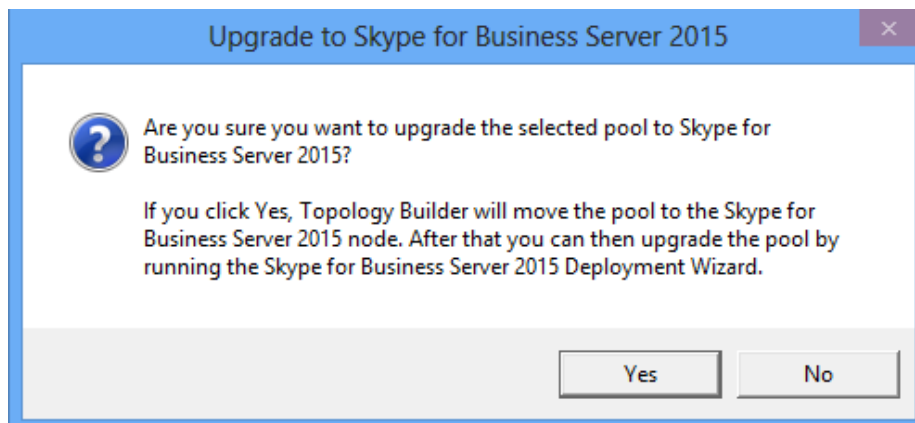 Upgrade to Skype for Business Server 2015
Are you sure you want to upgrade the selected pool to Skype for
Business Server 2015?
If you click Yes, Topology Builder will move the pool to the Skype for
Business Server 2015 node. After that you can then upgrade the pool by
running the Skype for Business Server 2015 Deployment Wizard.
Yes
No